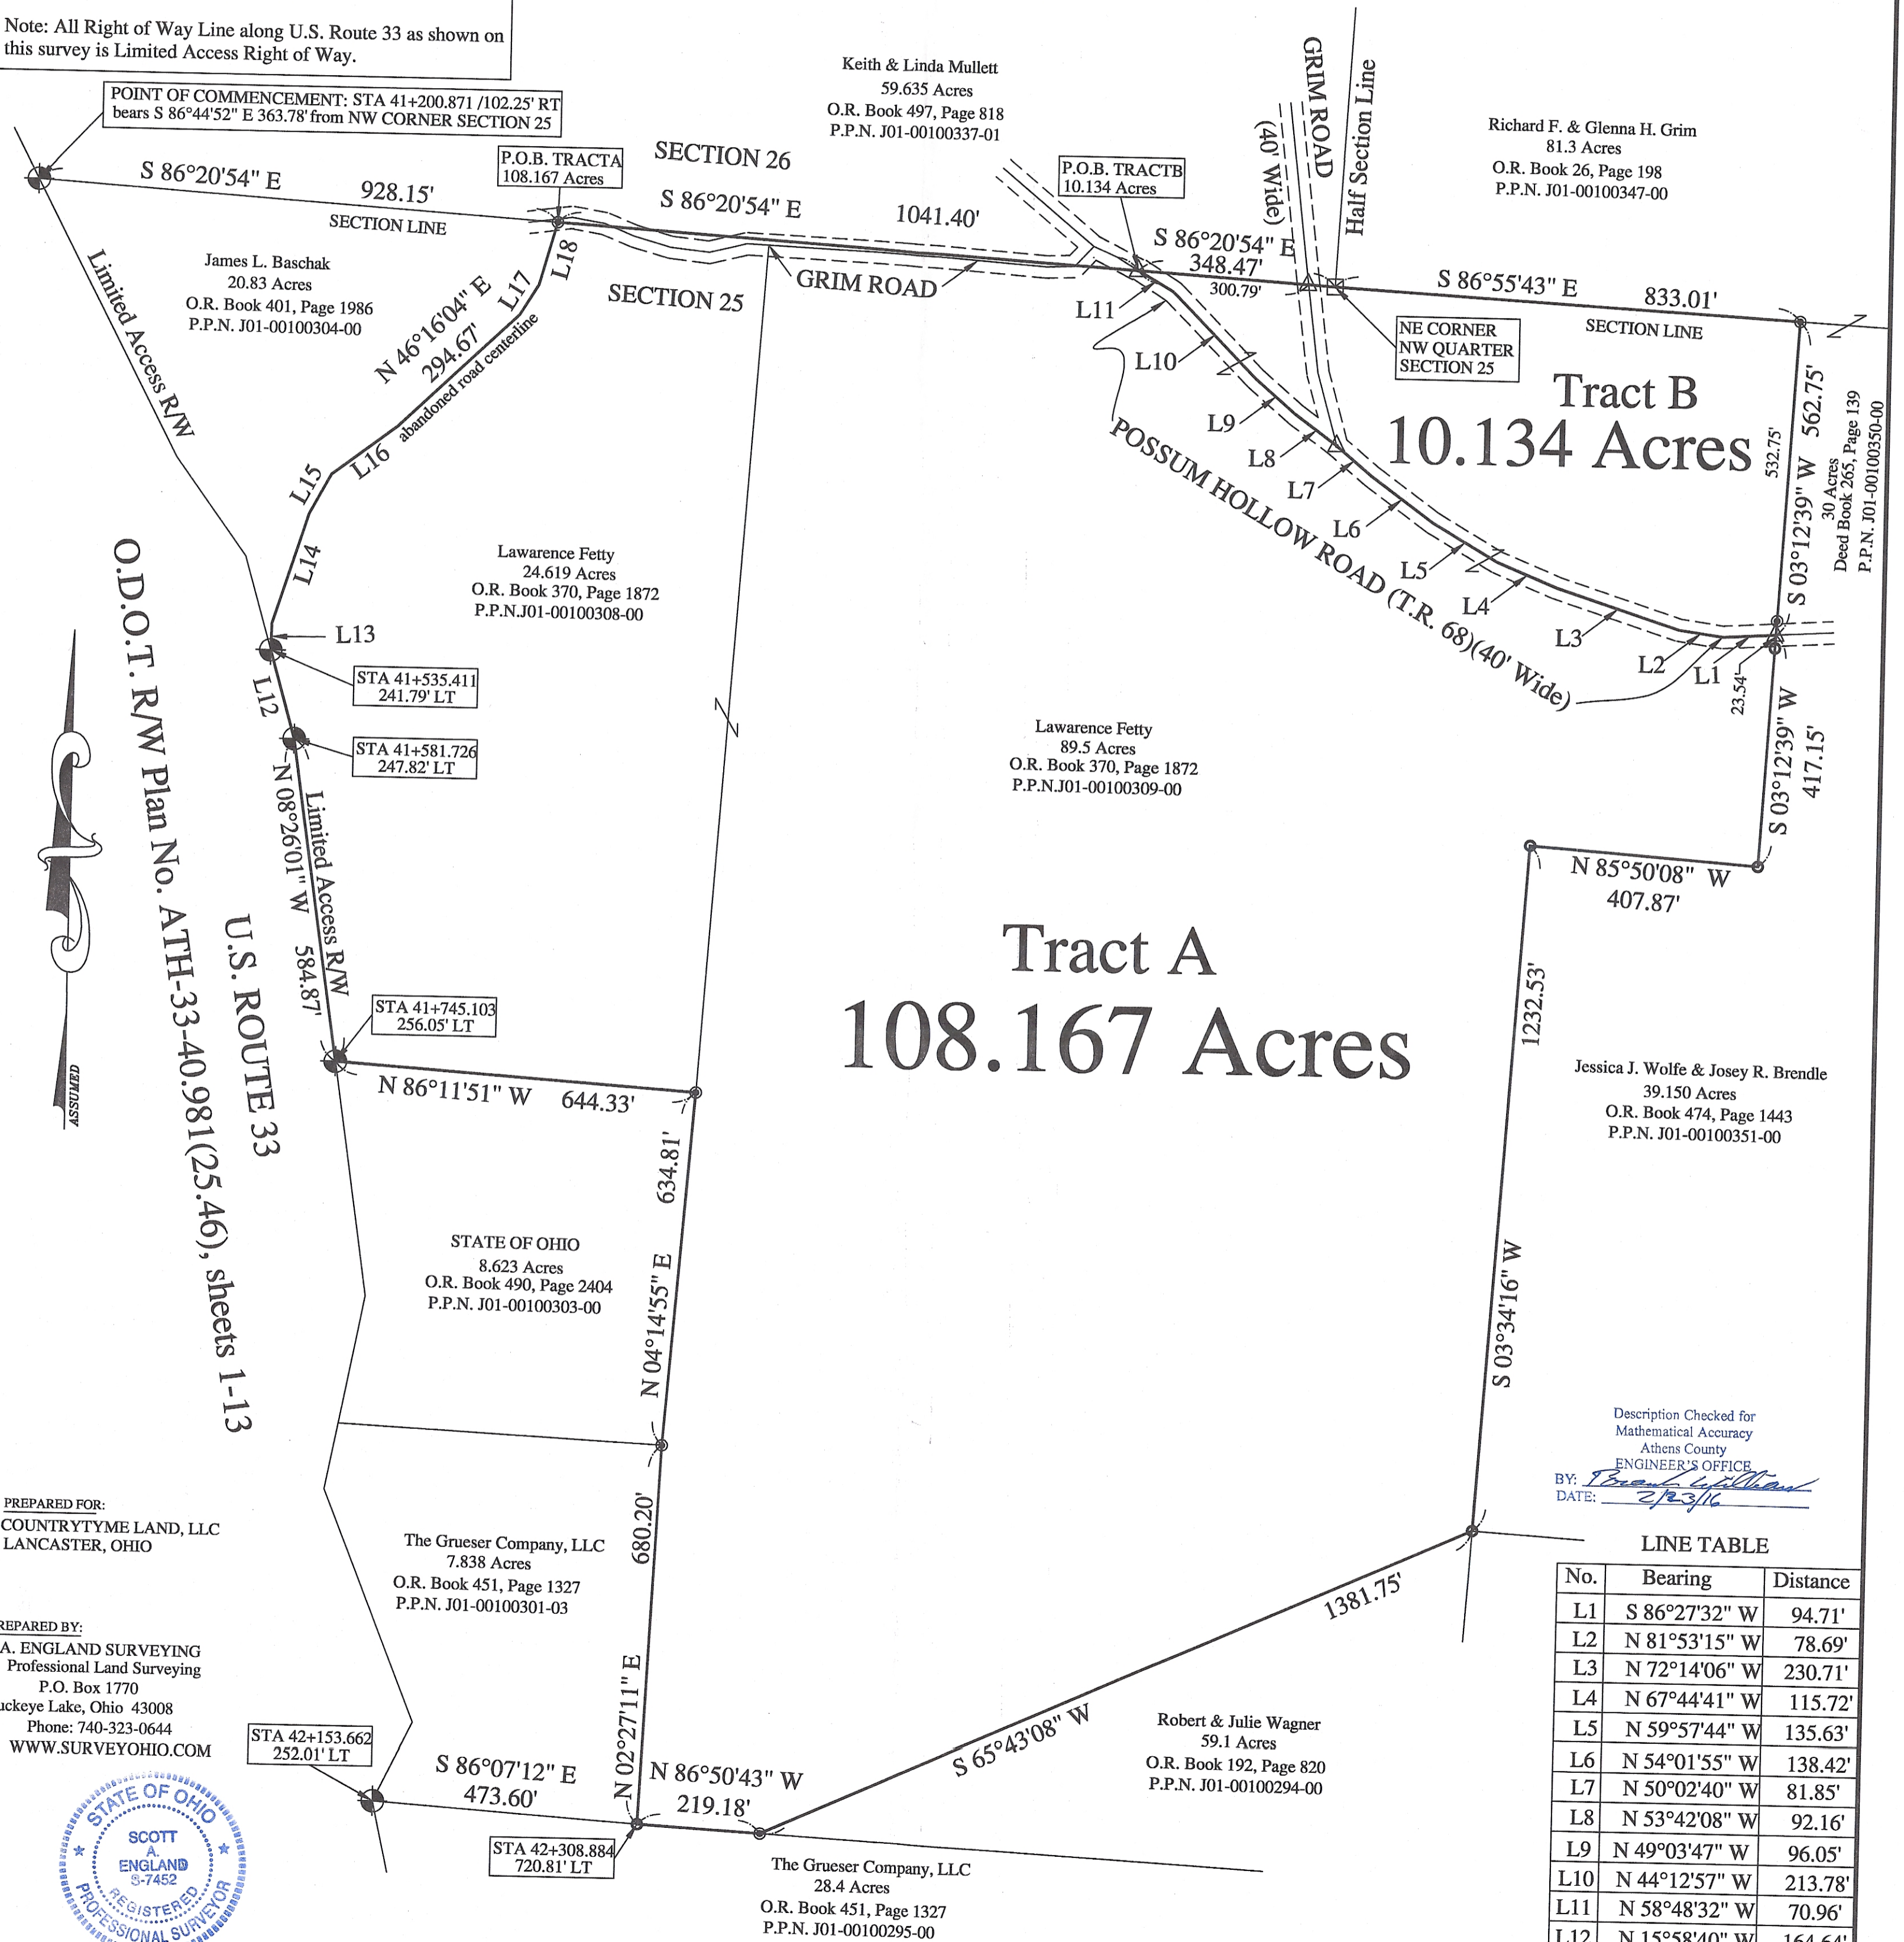 Note: All Right of Way Line along U.S. Route 33 as shown on
this survey is Limited Access Right of Way.
POINT OF COMMENCEMENT: STA 41+200.871 /102.25' RT
bears S 86°44'52" E 363.78' from NW CORNER SECTION 25
Keith & Linda Mullett
59.635 Acres
O.R. Book 497, Page 818
P.P.N. J01-00100337-01
GRIM ROAD
(40' Wide)
Half Section Line
Richard F. & Glenna H. Grim
81.3 Acres
O.R. Book 26, Page 198
P.P.N. J01-00100347-00
S 86°20'54" E
928.15'
SECTION LINE
P.O.B. TRACTA
108.167 Acres
SECTION 26
S 86°20'54" E
1041.40'
P.O.B. TRACTB
10.134 Acres
S 86°20'54" E
348.47'
300.79'
S 86°55'43" E
833.01'
SECTION LINE
NE CORNER
NW QUARTER
SECTION 25
James L. Baschak
20.83 Acres
O.R. Book 401, Page 1986
P.P.N. J01-00100304-00
Limited Access R/W
N 46°16'04" E
294.67'
abandoned road centerline
L18
L17
L16
L15
L14
L13
L12
SECTION 25
GRIM ROAD
L11
L10
L9
L8
L7
L6
L5
L4
L3
L2
L1
23.54'
POSSUM HOLLOW ROAD (T.R. 68)(40' Wide)
Tract B
10.134 Acres
532.75'
S 03°12'39" W 562.75'
30 Acres
Deed Book 265, Page 139
P.P.N. J01-00100350-00
Lawarence Fetty
24.619 Acres
O.R. Book 370, Page 1872
P.P.N.J01-00100308-00
STA 41+535.411
241.79' LT
STA 41+581.726
247.82' LT
Lawarence Fetty
89.5 Acres
O.R. Book 370, Page 1872
P.P.N.J01-00100309-00
S 03°12'39" W
417.15'
N 85°50'08" W
407.87'
O.D.O.T. R/W Plan No. ATH-33-40.981(25.46), sheets 1-13
U.S. ROUTE 33
N 08°26'01" W 584.87'
Limited Access R/W
ASSUMED
Tract A
108.167 Acres
1232.53'
S 03°34'16" W
STA 41+745.103
256.05' LT
N 86°11'51" W 644.33'
634.81'
N 04°14'55" E
Jessica J. Wolfe & Josey R. Brendle
39.150 Acres
O.R. Book 474, Page 1443
P.P.N. J01-00100351-00
STATE OF OHIO
8.623 Acres
O.R. Book 490, Page 2404
P.P.N. J01-00100303-00
Description Checked for
Mathematical Accuracy
Athens County
ENGINEER'S OFFICE
BY:
DATE: 2/23/16
PREPARED FOR:
COUNTRYTYME LAND, LLC
LANCASTER, OHIO
The Grueser Company, LLC
7.838 Acres
O.R. Book 451, Page 1327
P.P.N. J01-00100301-03
680.20'
N 02°27'11" E
1381.75'
S 65°43'08" W
REPARED BY:
A. ENGLAND SURVEYING
Professional Land Surveying
P.O. Box 1770
uckeye Lake, Ohio 43008
Phone: 740-323-0644
WWW.SURVEYOHIO.COM
STA 42+153.662
252.01' LT
S 86°07'12" E
473.60'
N 86°50'43" W
219.18'
STA 42+308.884
720.81' LT
Robert & Julie Wagner
59.1 Acres
O.R. Book 192, Page 820
P.P.N. J01-00100294-00
The Grueser Company, LLC
28.4 Acres
O.R. Book 451, Page 1327
P.P.N. J01-00100295-00
STATE OF OHIO
SCOTT
A.
ENGLAND
S-7452
REGISTERED
PROFESSIONAL SURVEYOR
LINE TABLE
No. Bearing Distance
L1 S 86°27'32" W 94.71'
L2 N 81°53'15" W 78.69'
L3 N 72°14'06" W 230.71'
L4 N 67°44'41" W 115.72'
L5 N 59°57'44" W 135.63'
L6 N 54°01'55" W 138.42'
L7 N 50°02'40" W 81.85'
L8 N 53°42'08" W 92.16'
L9 N 49°03'47" W 96.05'
L10 N 44°12'57" W 213.78'
L11 N 58°48'32" W 70.96'
L12 N 15°58'40" W 164.64'